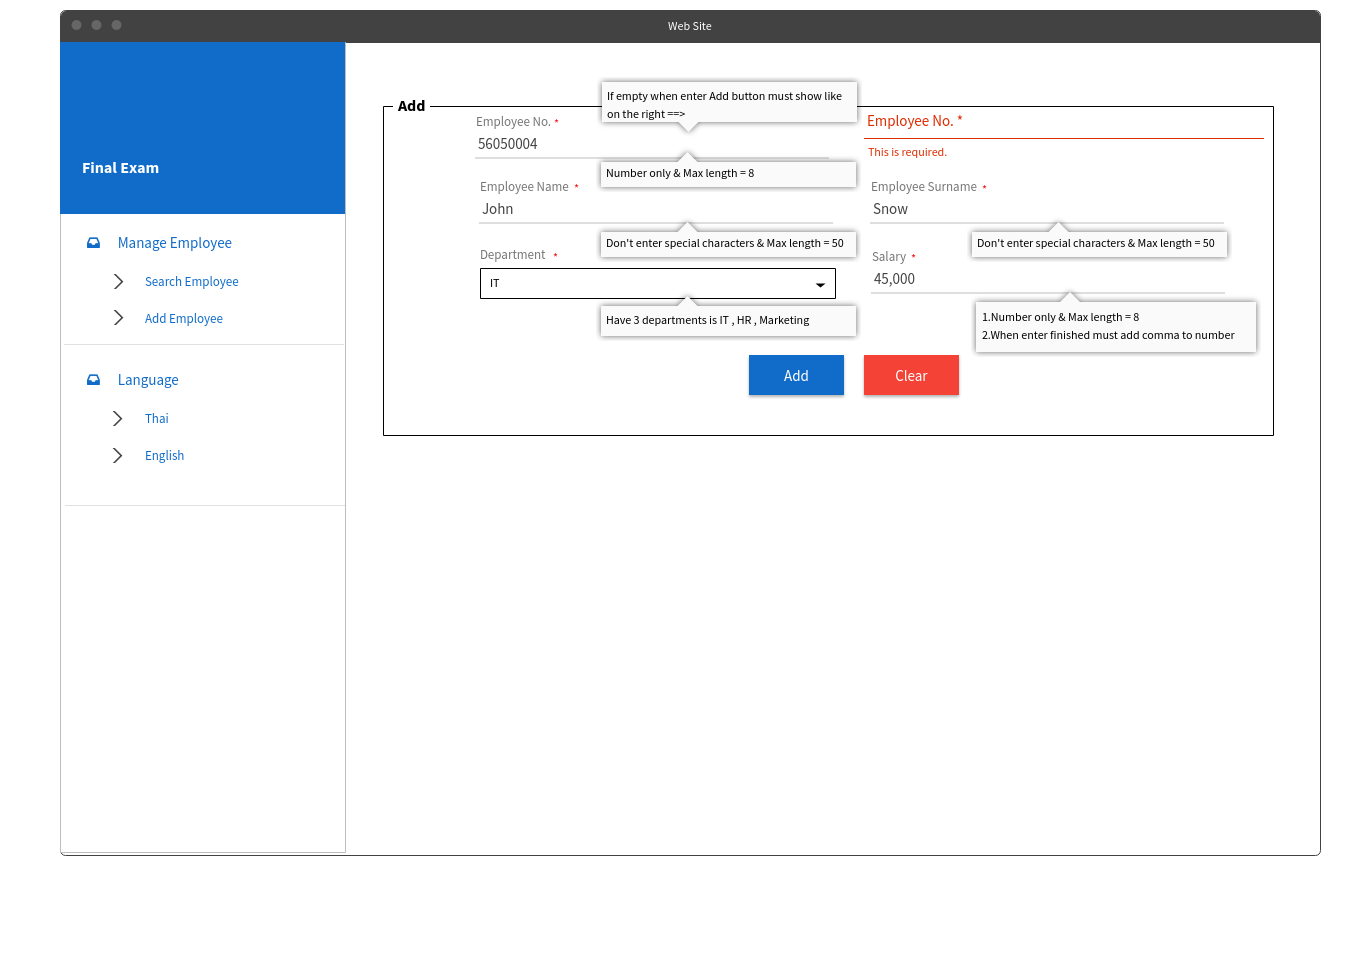 Web Site
Final Exam
Manage Employee
Search Employee
Add Employee
Language
Thai
English
Add
If empty when enter Add button must show like
on the right ==>
Employee No. *
56050004
Employee No. *
This is required.
Number only & Max length = 8
Employee Name *
John
Employee Surname *
Snow
Don't enter special characters & Max length = 50
Don't enter special characters & Max length = 50
Department *
IT
Salary *
45,000
Have 3 departments is IT , HR , Marketing
1.Number only & Max length = 8
2.When enter finished must add comma to number
Add
Clear